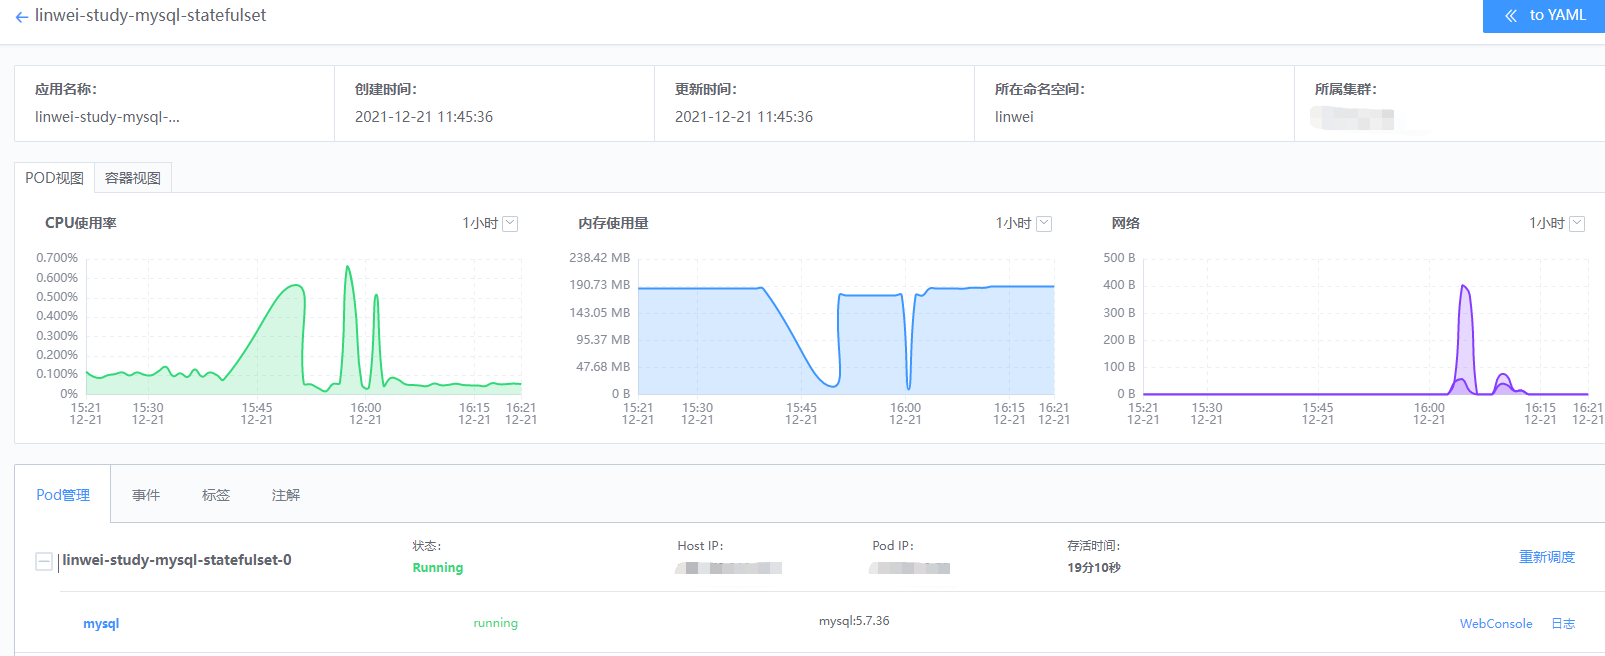 linwei-study-mysql-statefulset
to YAML
应用名称：
创建时间：
更新时间：
所在命名空间：
所属集群：
linwei-study-mysql-...
2021-12-21 11:45:36
2021-12-21 11:45:36
linwei
POD视图
容器视图
CPU使用率
1小时
0.700%
0.600%
0.500%
0.400%
0.300%
0.200%
0.100%
0%
15:21 15:30 15:45 16:00 16:15 16:21
12-21 12-21 12-21 12-21 12-21 12-21
内存使用量
1小时
238.42 MB
190.73 MB
143.05 MB
95.37 MB
47.68 MB
0 B
15:21 15:30 15:45 16:00 16:15 16:21
12-21 12-21 12-21 12-21 12-21 12-21
网络
1小时
500 B
400 B
300 B
200 B
100 B
0 B
15:21 15:30 15:45 16:00 16:15 16:21
12-21 12-21 12-21 12-21 12-21 12-21
Pod管理
事件
标签
注解
linwei-study-mysql-statefulset-0
状态：
Running
Host IP：
Pod IP：
存活时间：
19分10秒
重新调度
mysql
running
mysql:5.7.36
WebConsole
日志